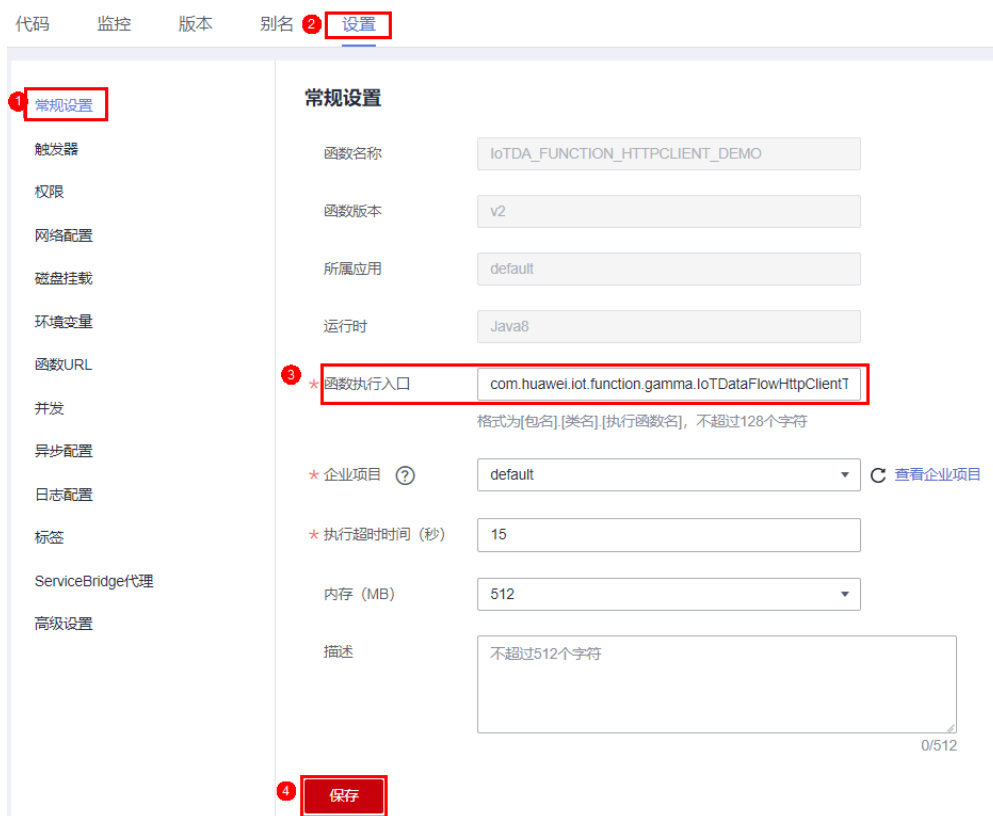 代码 监控 版本 别名 2 设置
1 常规设置
触发器
权限
网络配置
磁盘挂载
环境变量
函数URL
并发
异步配置
日志配置
标签
ServiceBridge代理
高级设置
常规设置
函数名称 IoTDA_FUNCTION_HTTPCLIENT_DEMO
函数版本 v2
所属应用 default
运行时 Java8
3 * 函数执行入口 com.huawei.iot.function.gamma.IoTDataFlowHttpClientT
格式为[包名].[类名].[执行函数名]，不超过128个字符
* 企业项目 ? default 查看企业项目
* 执行超时时间（秒） 15
内存（MB） 512
描述 不超过512个字符
0/512
4 保存